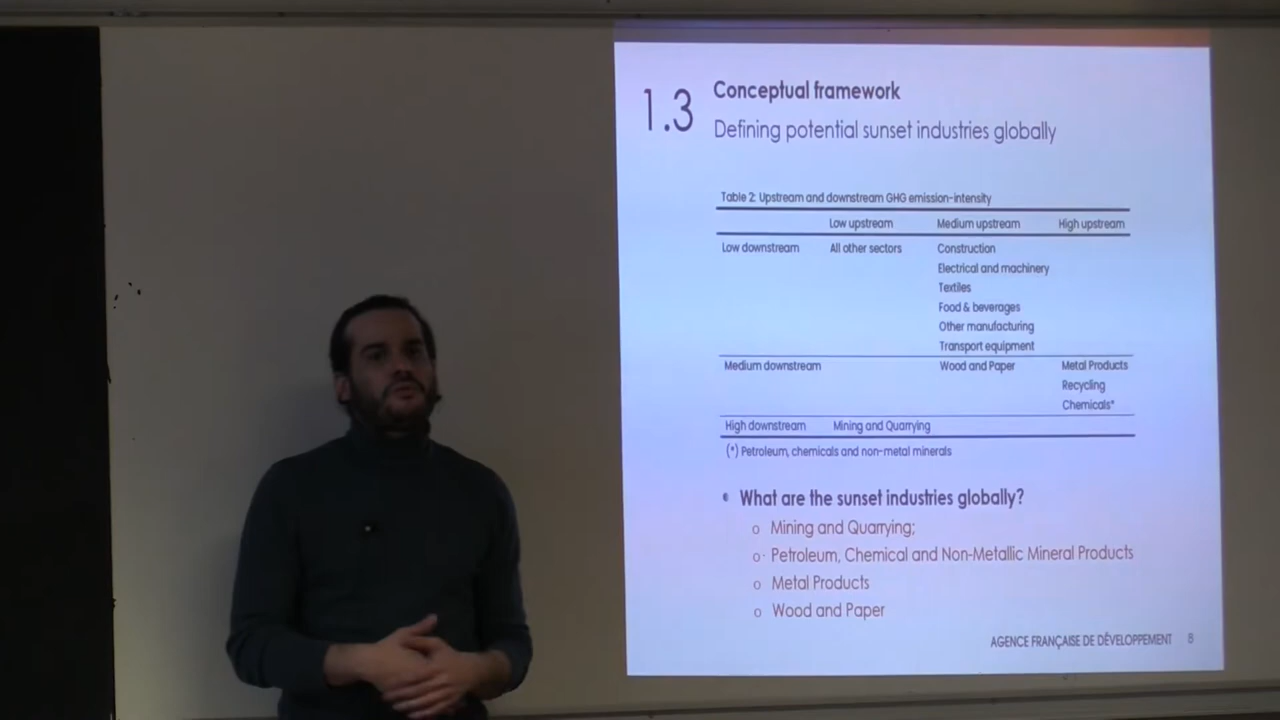 1.3 Conceptual framework
Defining potential sunset industries globally
Table 2: Upstream and downstream GHG emission-intensity
Low upstream Medium upstream High upstream
Low downstream All other sectors Construction
Electrical and machinery
Textiles
Food & beverages
Other manufacturing
Transport equipment
Medium downstream Wood and Paper Metal Products
Recycling
Chemicals*
High downstream Mining and Quarrying
(*) Petroleum, chemicals and non-metal minerals
• What are the sunset industries globally?
o Mining and Quarrying;
o· Petroleum, Chemical and Non-Metallic Mineral Products
o Metal Products
o Wood and Paper
AGENCE FRANÇAISE DE DÉVELOPPEMENT 8